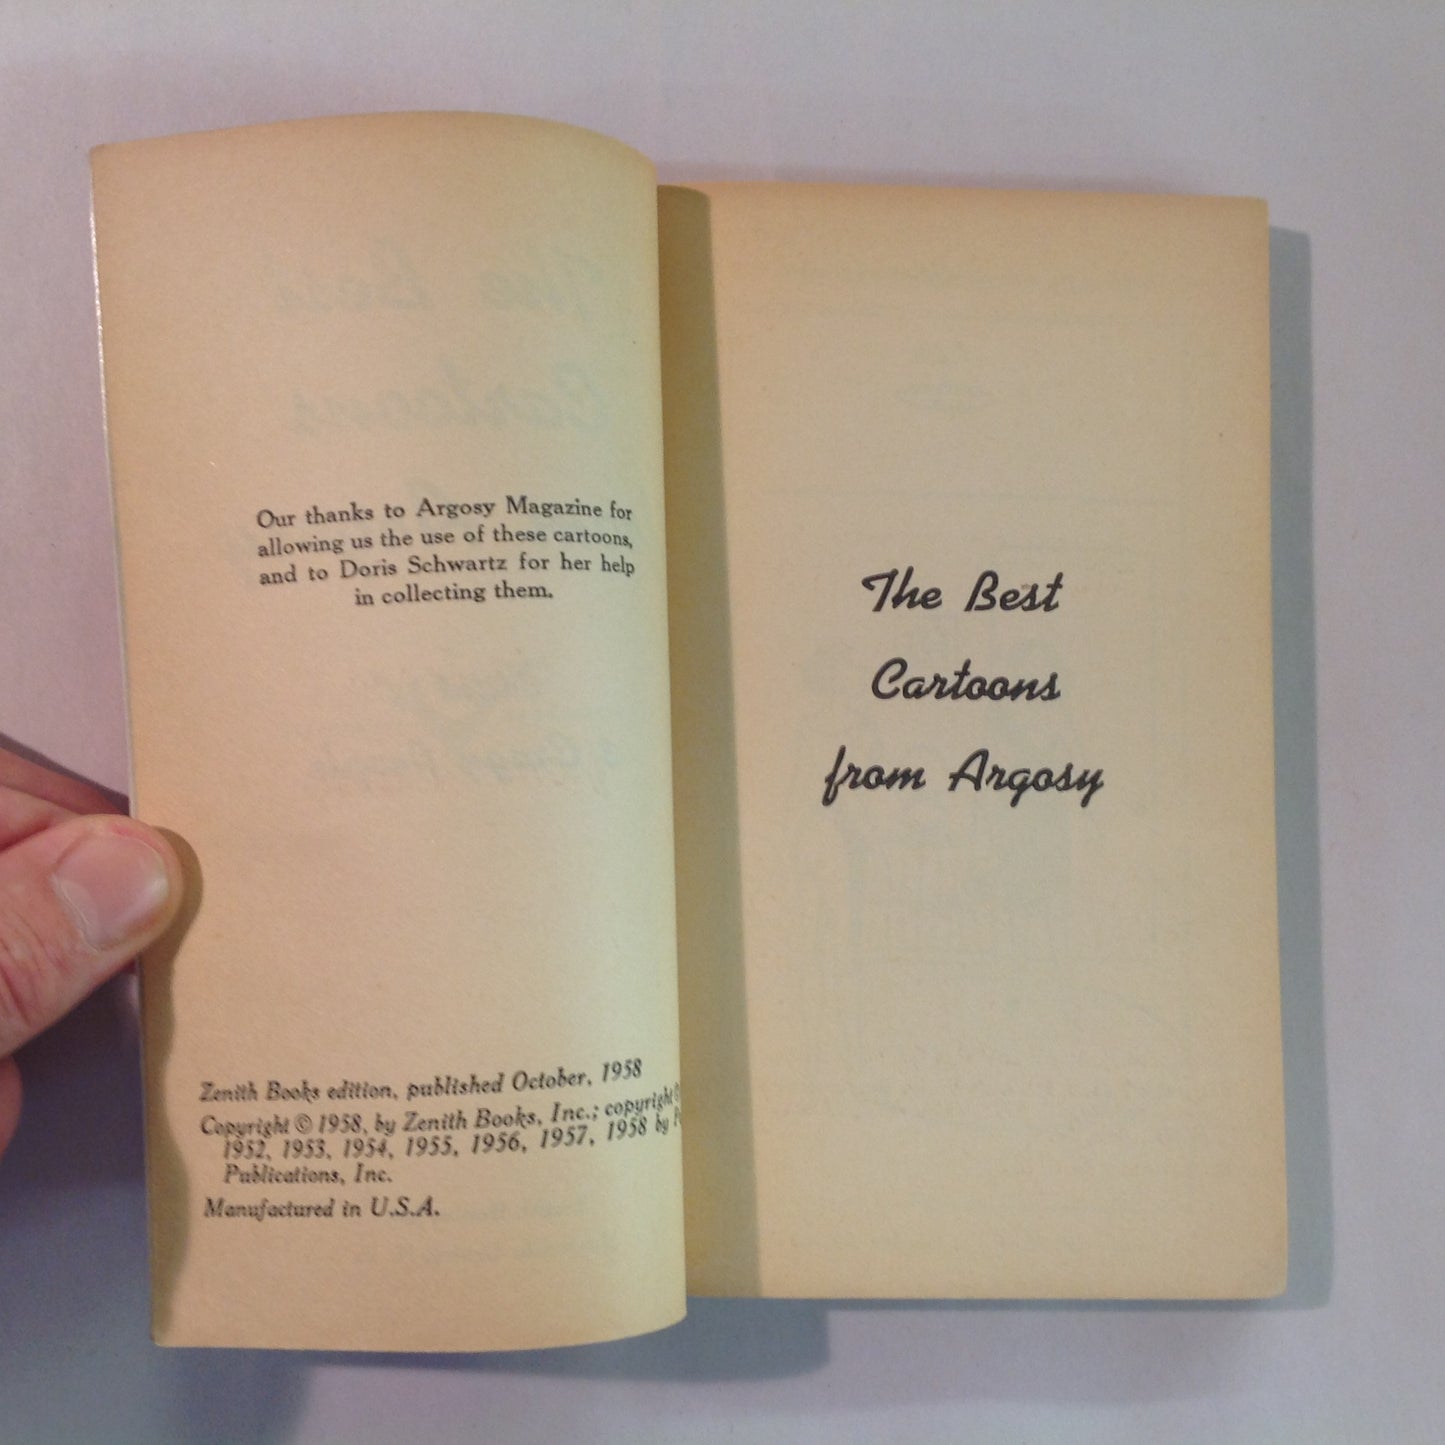 Our thanks to Argosy Magazine for
allowing us the use of these cartoons,
and to Doris Schwartz for her help
in collecting them.
Zenith Books edition, published October, 1958
Copyright © 1958, by Zenith Books, Inc.; copyright
1952, 1953, 1954, 1955, 1956, 1957, 1958 by
Publications, Inc.
Manufactured in U.S.A.
The Best
Cartoons
from Argosy